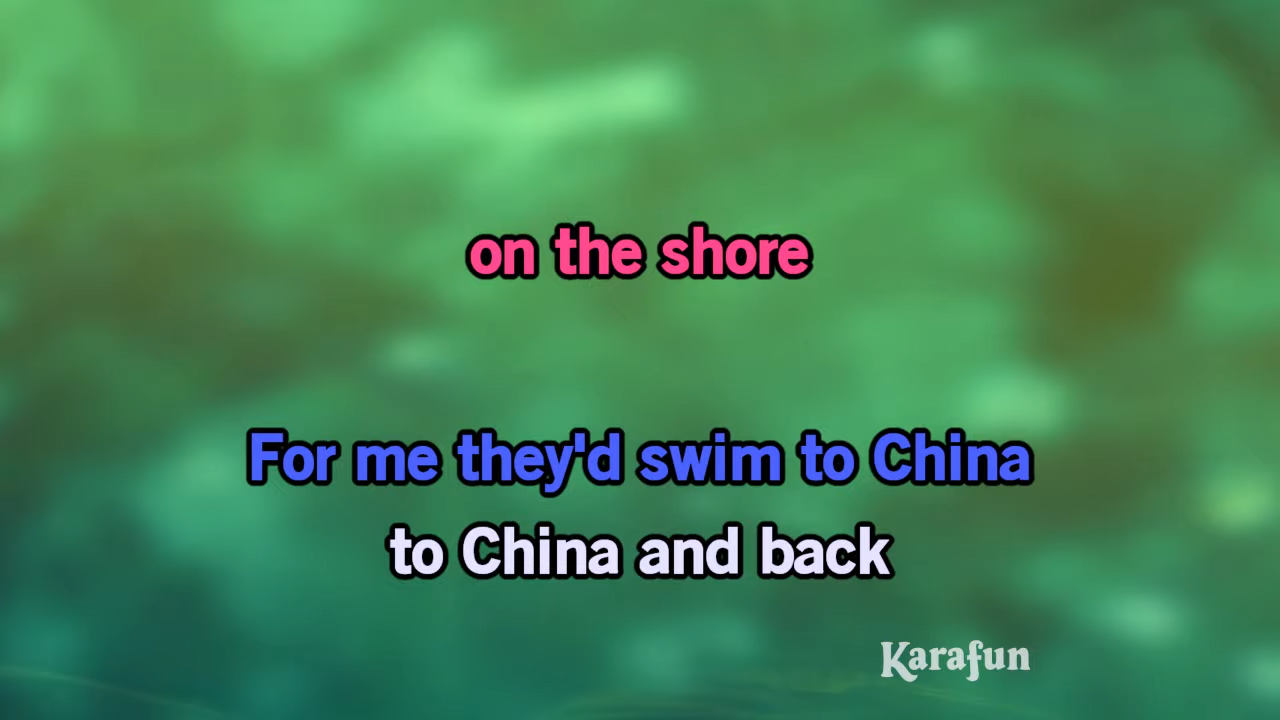 on the shore
For me they'd swim to China
to China and back
Karafun